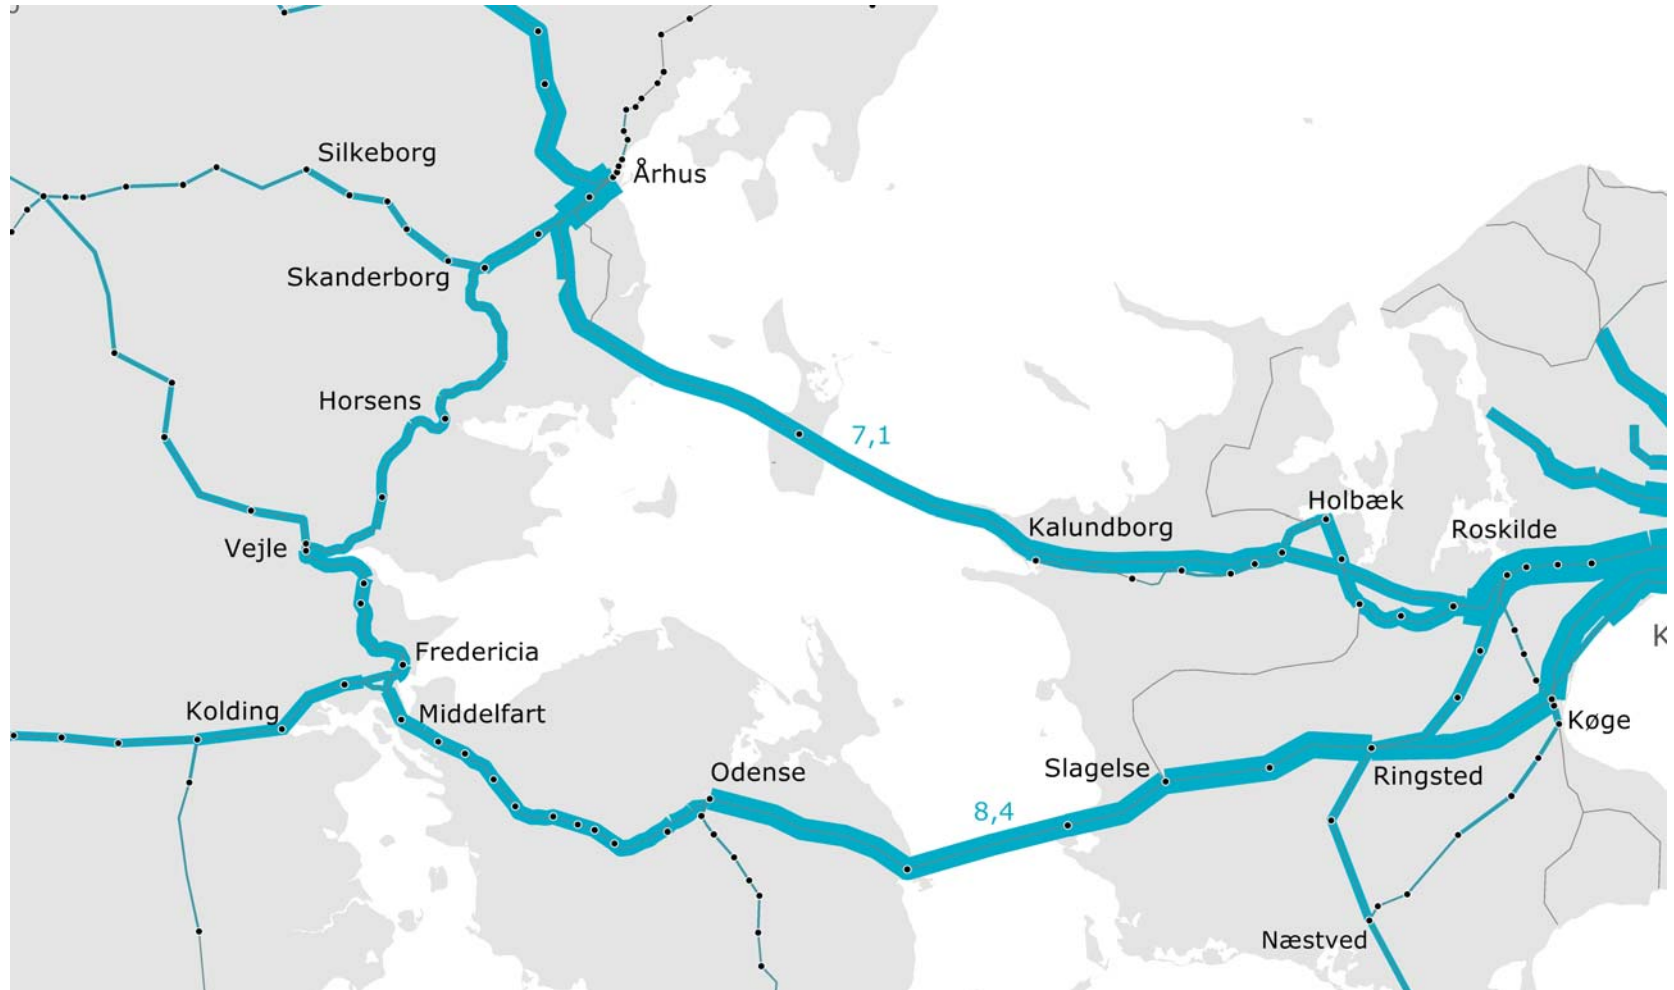 Silkeborg
Århus
Skanderborg
Horsens
7,1
Holbæk
Kalundborg
Roskilde
Vejle
K
Fredericia
Kolding
Middelfart
Køge
Odense
Slagelse
Ringsted
8,4
Næstved